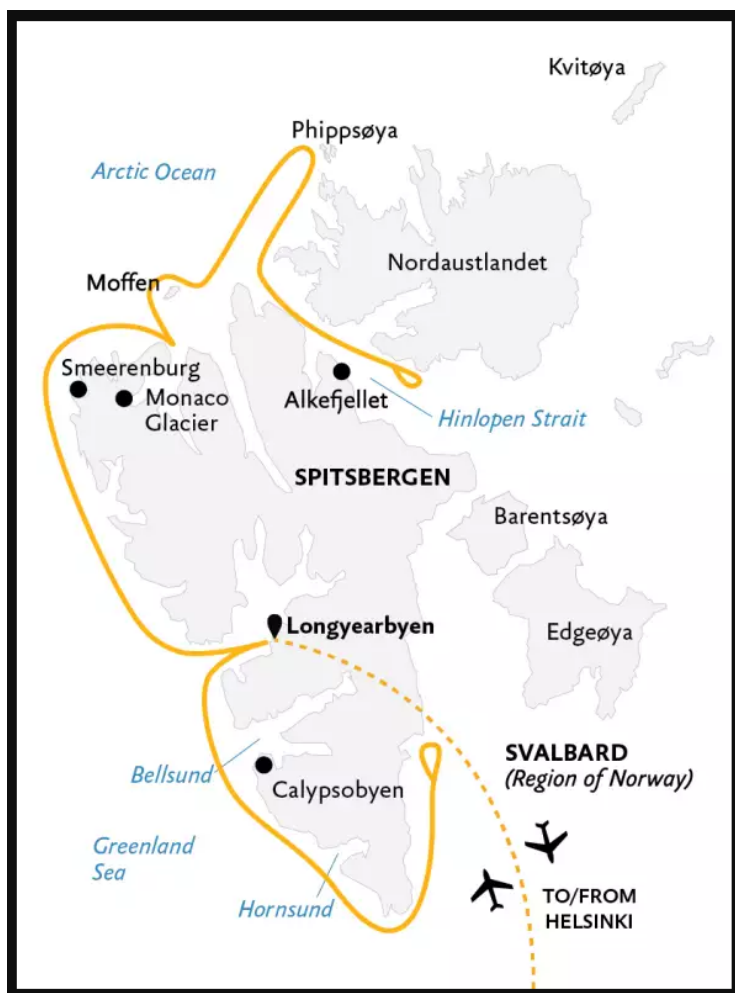 Kvitøya
Phippsøya
Arctic Ocean
Nordaustlandet
Moffen
Smeerenburg
Monaco
Glacier
Alkefjellet
Hinlopen Strait
SPITSBERGEN
Barentsøya
Longyearbyen
Edgeøya
SVALBARD
(Region of Norway)
Bellsund
Calypsobyen
Greenland
Sea
Hornsund
TO/FROM
HELSINKI